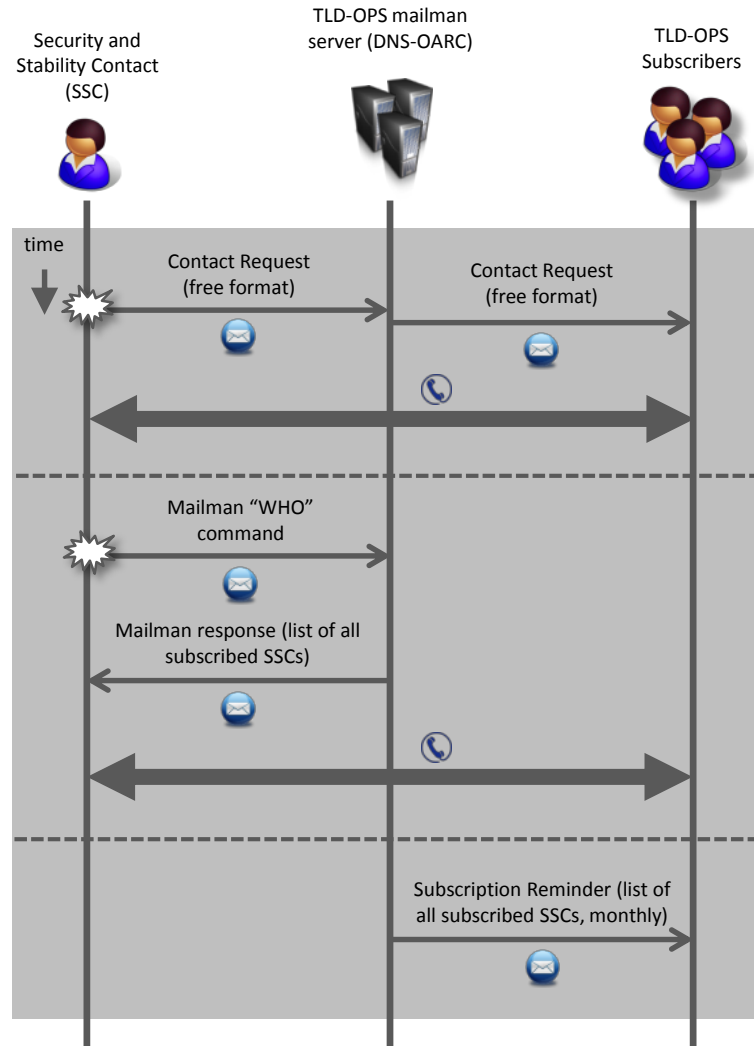 Security and
Stability Contact
(SSC)
TLD-OPS mailman
server (DNS-OARC)
TLD-OPS
Subscribers
time
Contact Request
(free format)
Contact Request
(free format)
Mailman “WHO”
command
Mailman response (list of all
subscribed SSCs)
Subscription Reminder (list of
all subscribed SSCs, monthly)